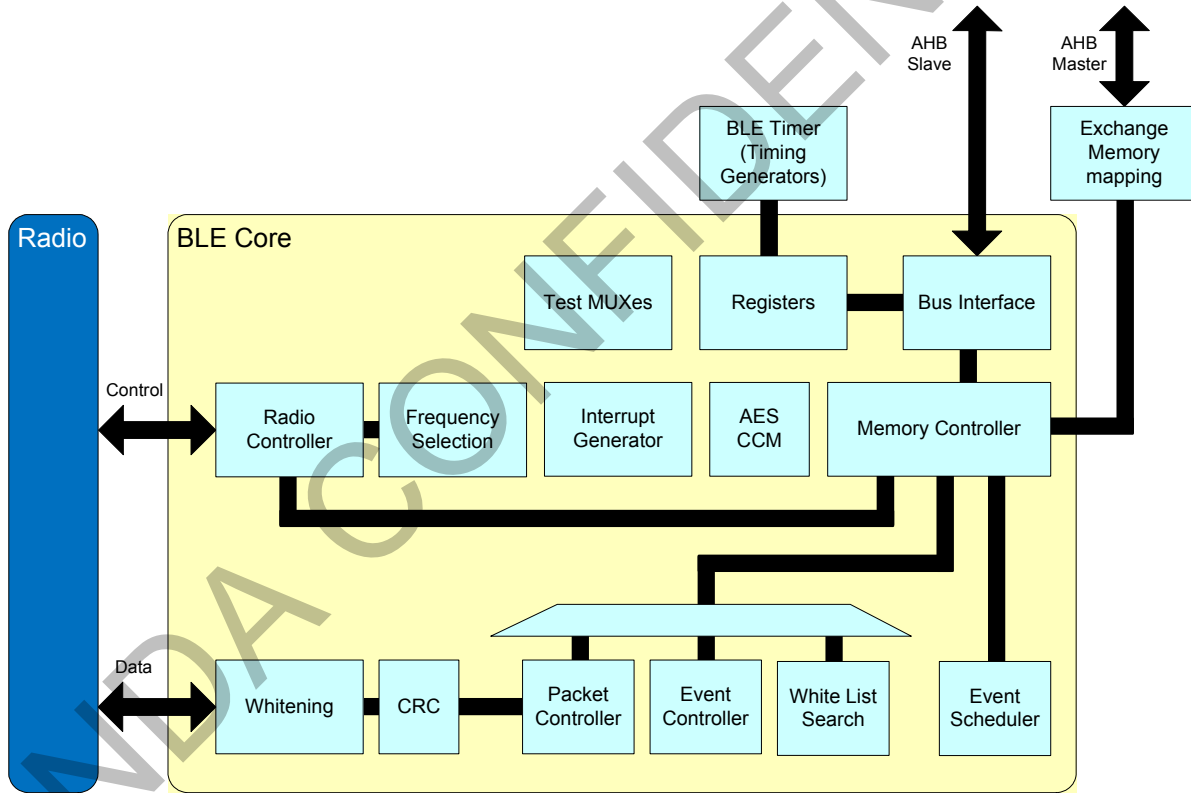 AHB
Slave
AHB
Master
BLE Timer
(Timing
Generators)
Exchange
Memory
mapping
Radio
BLE Core
Test MUXes
Registers
Bus Interface
Control
Radio
Controller
Frequency
Selection
Interrupt
Generator
AES
CCM
Memory Controller
Data
Whitening
CRC
Packet
Controller
Event
Controller
White List
Search
Event
Scheduler
NDA CONFIDEN